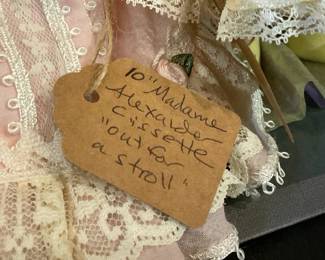 10" Madame
Alexander
Cissette
"out for
a stroll"